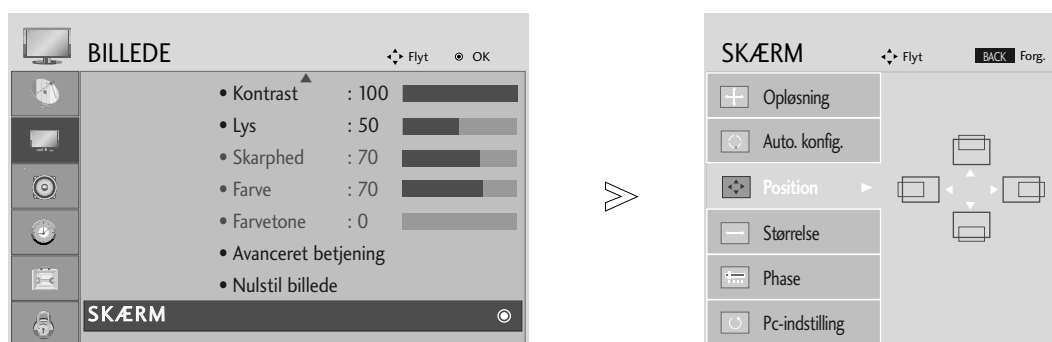 BILLEDE Flyt OK
• Kontrast : 100
• Lys : 50
• Skarphed : 70
• Farve : 70
• Farvetone : 0
• Avanceret betjening
• Nulstil billede
SKÆRM
SKÆRM Flyt BACK Forg.
Opløsning
Auto. konfig.
Position
Størrelse
Phase
Pc-indstilling